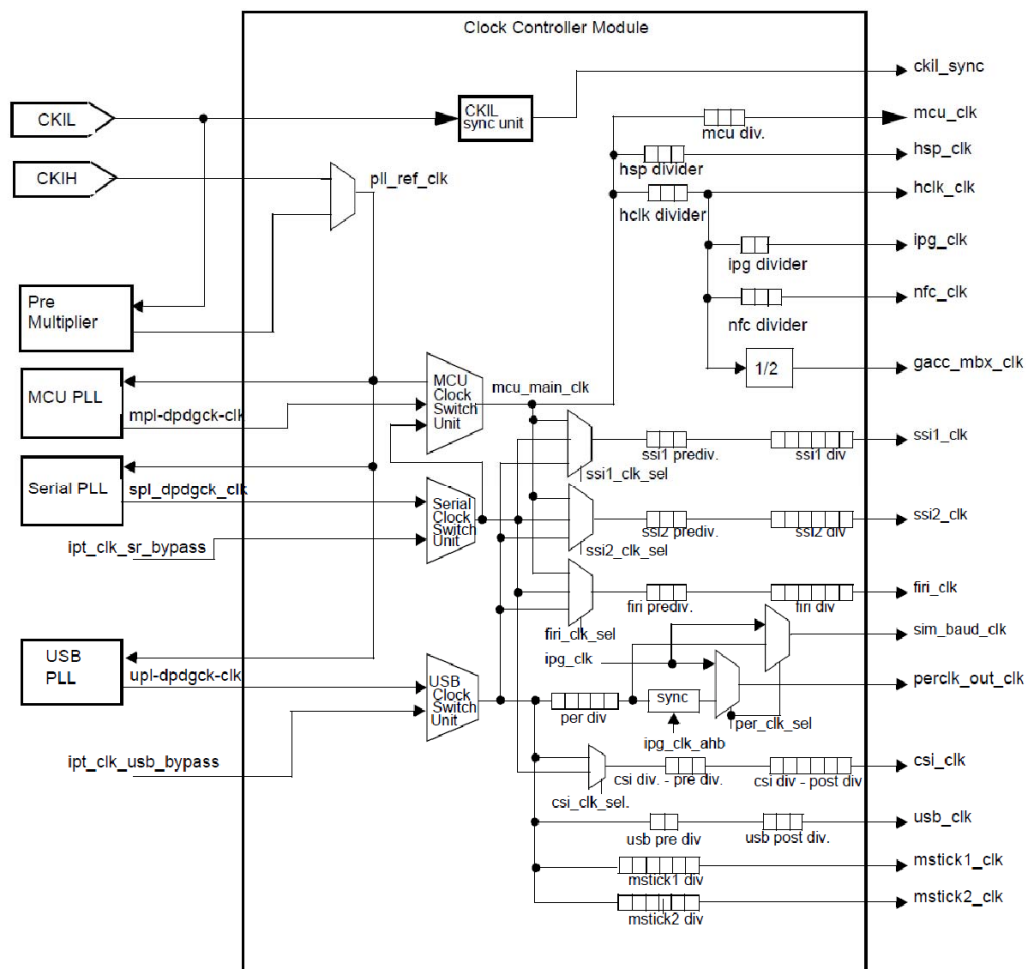 Clock Controller Module
ckil_sync
CKIL
CKIL
sync unit
mcu_clk
mcu div.
hsp_clk
CKIH
pll_ref_clk
hsp divider
hclk_clk
hclk divider
ipg_clk
ipg divider
Pre
Multiplier
nfc_clk
nfc divider
gacc_mbx_clk
1/2
MCU PLL
mpl-dpdgck-clk
MCU
Clock
Switch
Unit
mcu_main_clk
ssi1_clk
ssi1 prediv.
ssi1 div
ssi1_clk_sel
Serial PLL
spl_dpdgck_clk
Serial
Clock
Switch
Unit
ssi2_clk
ssi2 prediv.
ssi2 div
ssi2_clk_sel
ipt_clk_sr_bypass
firi_clk
firi prediv.
firi div
firi_clk_sel
sim_baud_clk
ipg_clk
USB
PLL
upl-dpdgck-clk
USB
Clock
Switch
Unit
perclk_out_clk
sync
per div
per_clk_sel
ipg_clk_ahb
ipt_clk_usb_bypass
csi_clk
csi div. - pre div.
csi div - post div
csi_clk_sel.
usb_clk
usb pre div
usb post div.
mstick1_clk
mstick1 div
mstick2_clk
mstick2 div